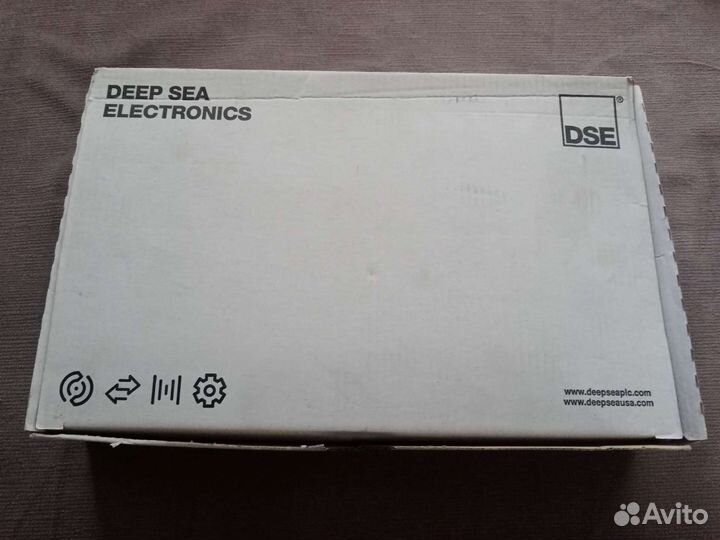 DEEP SEA
ELECTRONICS
DSE®
www.deepseaplc.com
www.deepseausa.com
Avito